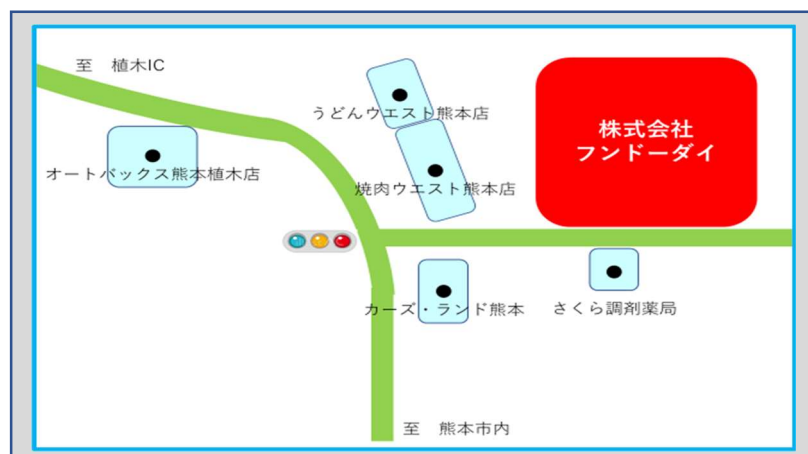 至　植木IC
うどんウエスト熊本店
株式会社
フンドーダイ
オートバックス熊本植木店
焼肉ウエスト熊本店
カーズ・ランド熊本
さくら調剤薬局
至　熊本市内